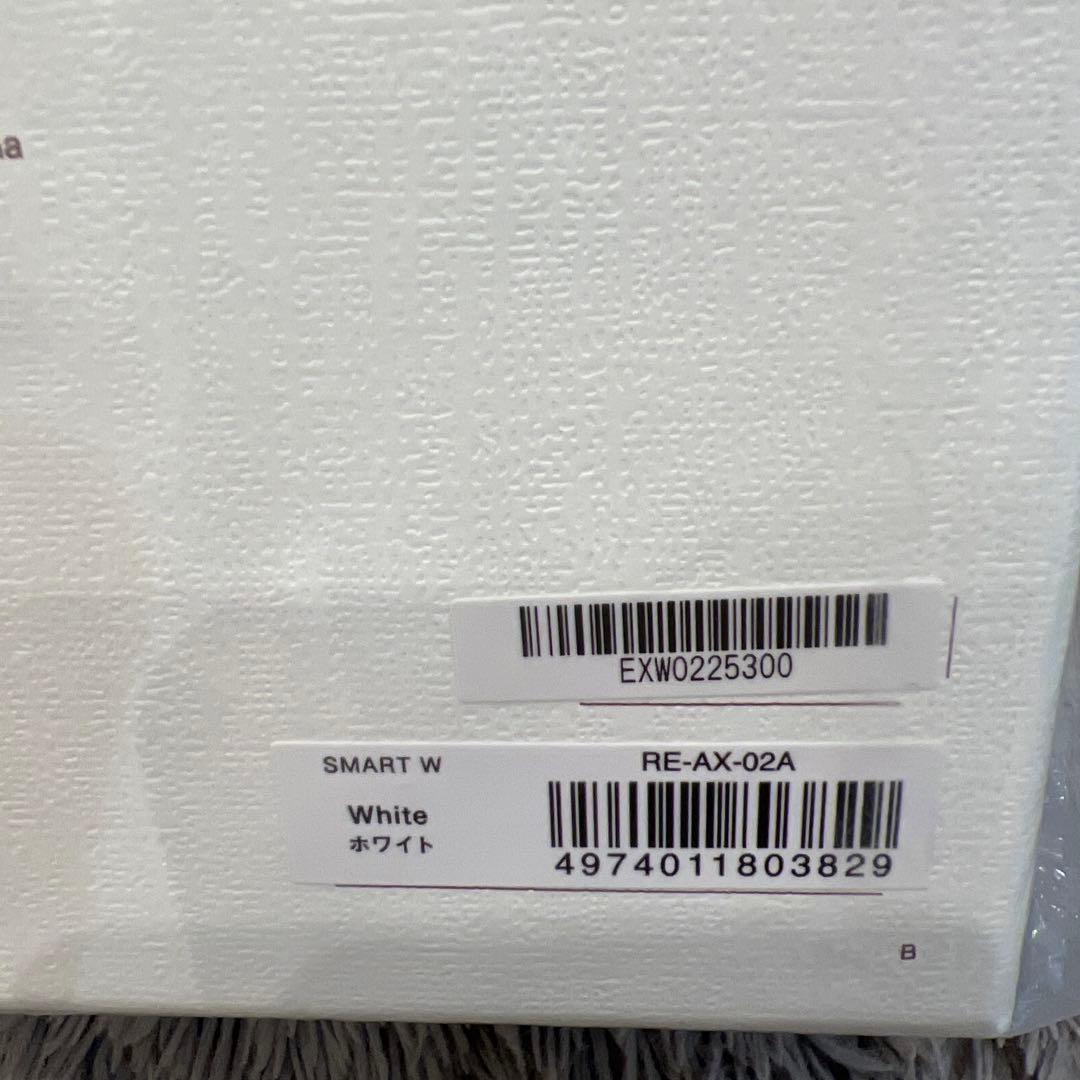 EXW0225300
SMART W
RE-AX-02A
White
ホワイト
4974011803829
B